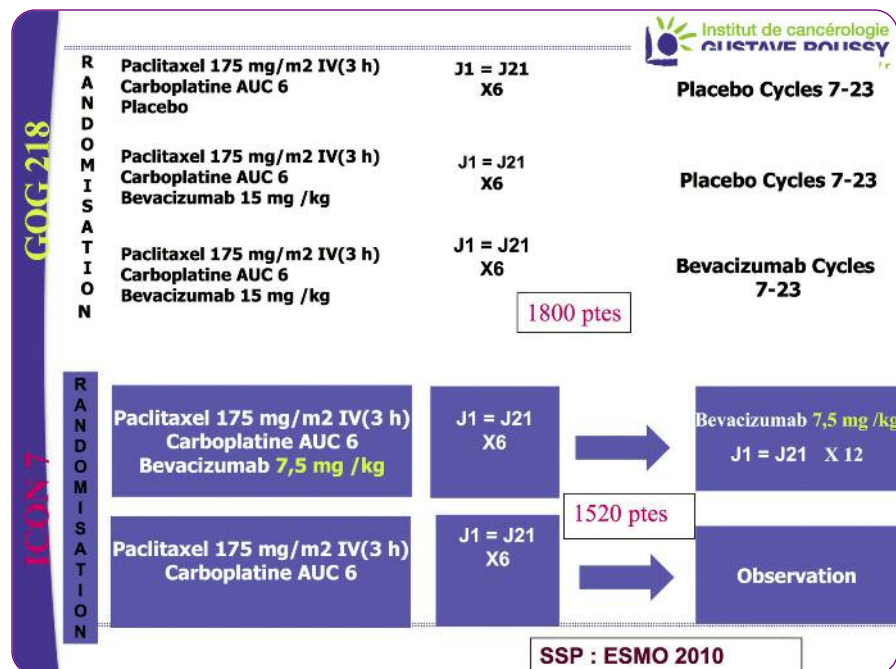 Institut de cancérologie
GUSTAVE ROUSSY
GOG 218
RANDOMISATION
Paclitaxel 175 mg/m2 IV(3 h)
Carboplatine AUC 6
Placebo
J1 = J21
X6
Placebo Cycles 7-23
Paclitaxel 175 mg/m2 IV(3 h)
Carboplatine AUC 6
Bevacizumab 15 mg /kg
J1 = J21
X6
Placebo Cycles 7-23
Paclitaxel 175 mg/m2 IV(3 h)
Carboplatine AUC 6
Bevacizumab 15 mg /kg
J1 = J21
X6
Bevacizumab Cycles
7-23
1800 ptes
ICON 7
RANDOMISATION
Paclitaxel 175 mg/m2 IV(3 h)
Carboplatine AUC 6
Bevacizumab 7,5 mg /kg
J1 = J21
X6
Bevacizumab 7,5 mg /kg
J1 = J21 X 12
1520 ptes
Paclitaxel 175 mg/m2 IV(3 h)
Carboplatine AUC 6
J1 = J21
X6
Observation
SSP : ESMO 2010